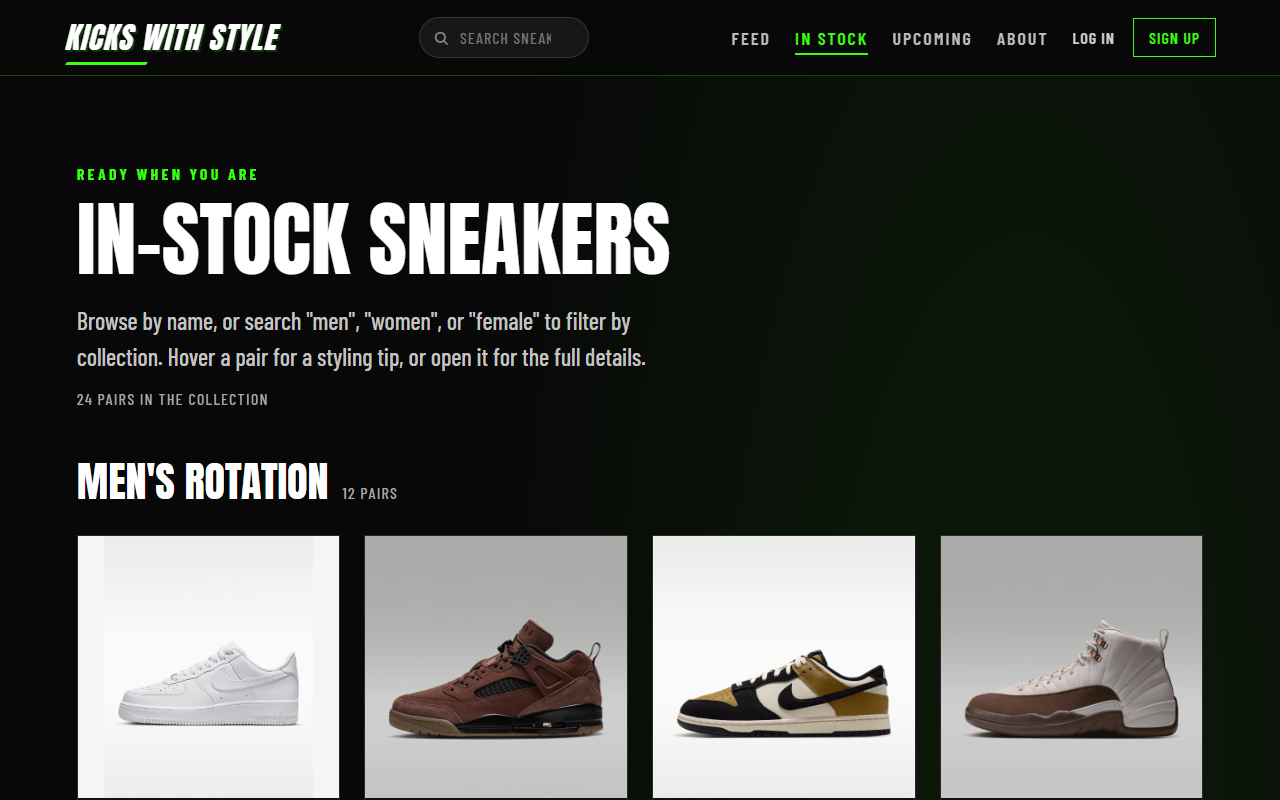 KICKS WITH STYLE
SEARCH SNEAK
FEED
IN STOCK
UPCOMING
ABOUT
LOG IN
SIGN UP
READY WHEN YOU ARE
IN-STOCK SNEAKERS
Browse by name, or search "men", "women", or "female" to filter by
collection. Hover a pair for a styling tip, or open it for the full details.
24 PAIRS IN THE COLLECTION
MEN'S ROTATION
12 PAIRS